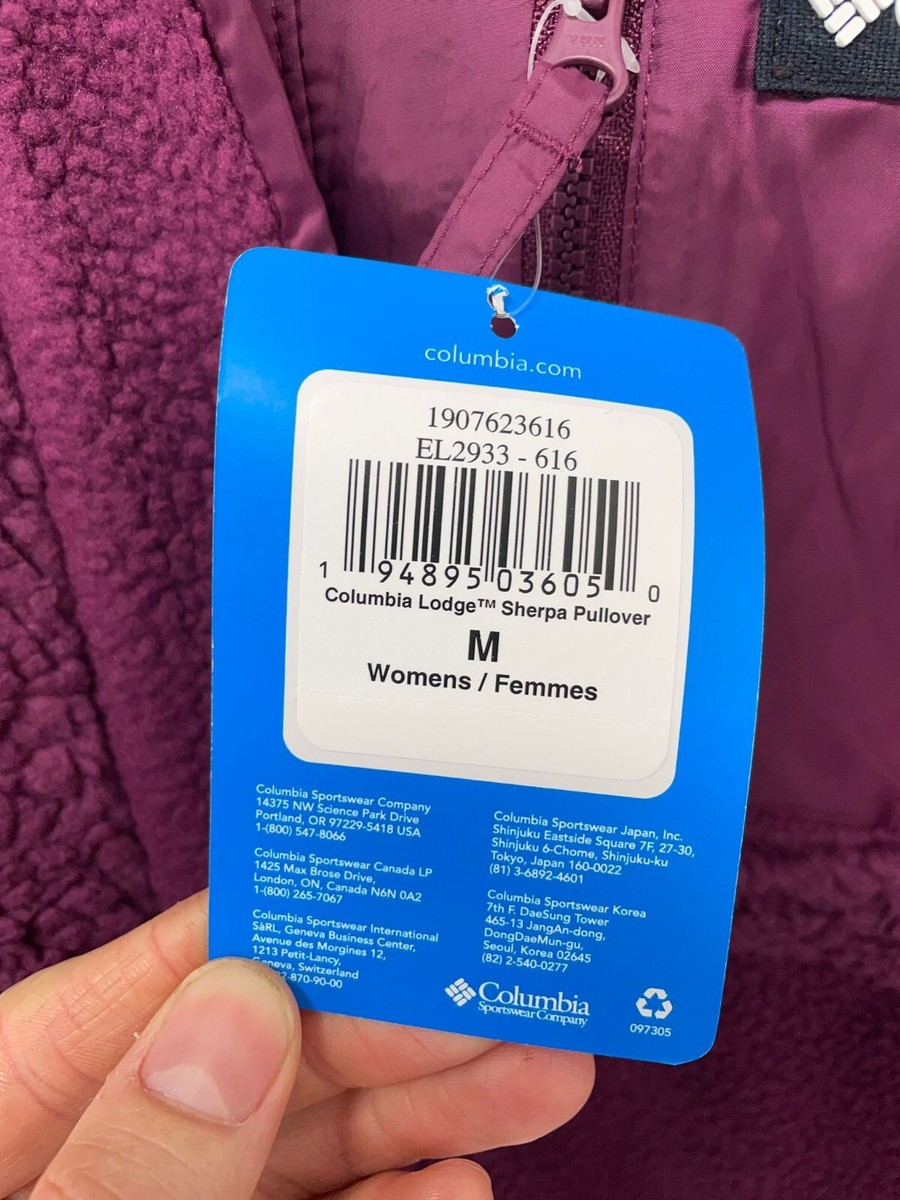 YKK
columbia.com
1907623616
EL2933 - 616
1 94895 03605 0
Columbia Lodge™ Sherpa Pullover
M
Womens / Femmes
Columbia Sportswear Company
14375 NW Science Park Drive
Portland, OR 97229-5418 USA
1-(800) 547-8066
Columbia Sportswear Canada LP
1425 Max Brose Drive,
London, ON, Canada N6N 0A2
1-(800) 265-7067
Columbia Sportswear International
SàRL, Geneva Business Center,
Avenue des Morgines 12,
1213 Petit-Lancy,
Geneva, Switzerland
2-870-90-00
Columbia Sportswear Japan, Inc.
Shinjuku Eastside Square 7F, 27-30,
Shinjuku 6-Chome, Shinjuku-ku
Tokyo, Japan 160-0022
(81) 3-6892-4601
Columbia Sportswear Korea
7th F. DaeSung Tower
465-13 JangAn-dong,
DongDaeMun-gu,
Seoul, Korea 02645
(82) 2-540-0277
Columbia
Sportswear Company
097305